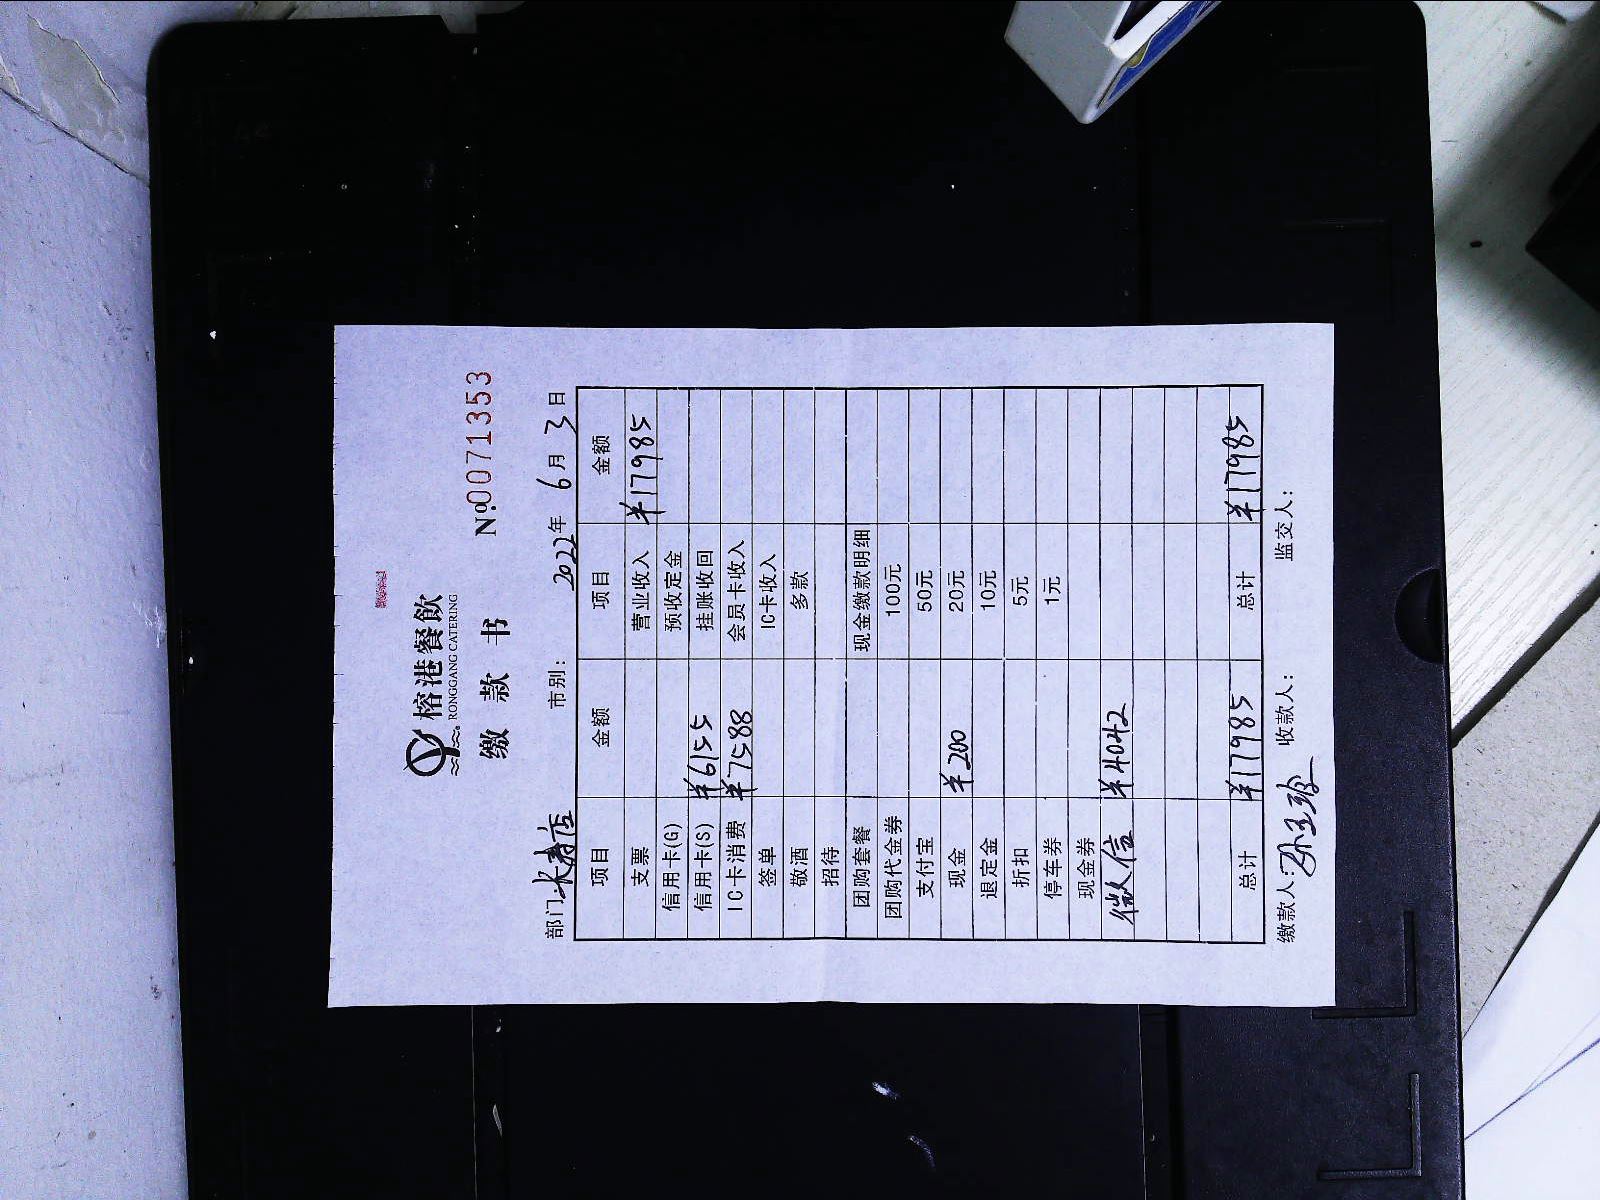 榕港餐飲
RONGGANG CATERING
缴 款 书
№0071353
部门:长寿店 市别: 2022年 6月 3日
项目 金额 项目 金额
支票 营业收入 ¥17985
信用卡(G) 预收定金
信用卡(S) ¥6155 挂账收回
IC卡消费 ¥7588 会员卡收入
签单 IC卡收入
敬酒 多款
招待
团购套餐 现金缴款明细
团购代金券 100元
支付宝 50元
现金 ¥200 20元
退定金 10元
折扣 5元
停车券 1元
现金券
微信 ¥4042
总计 ¥17985 总计 ¥17985
缴款人: 收款人: 监交人: